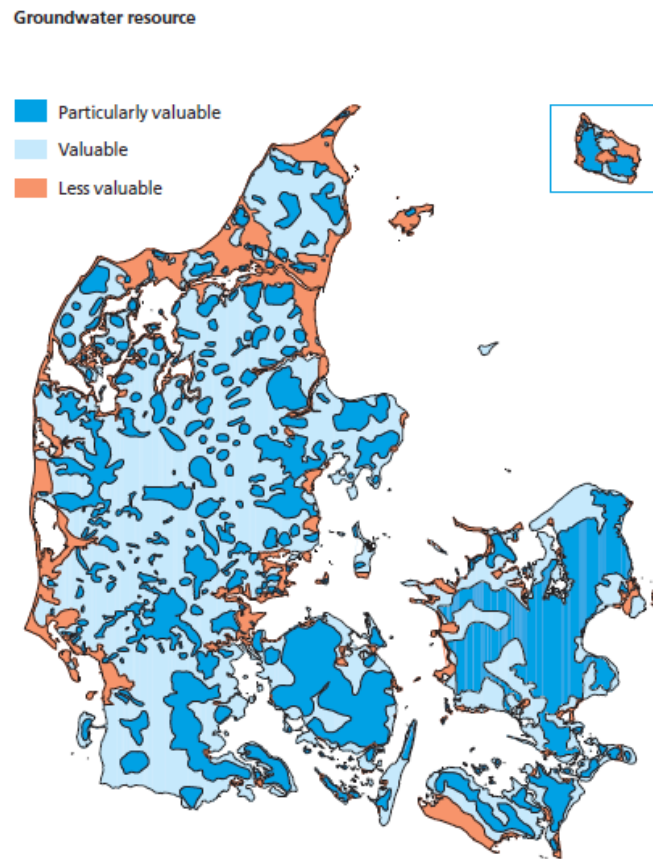 Groundwater resource
Particularly valuable
Valuable
Less valuable